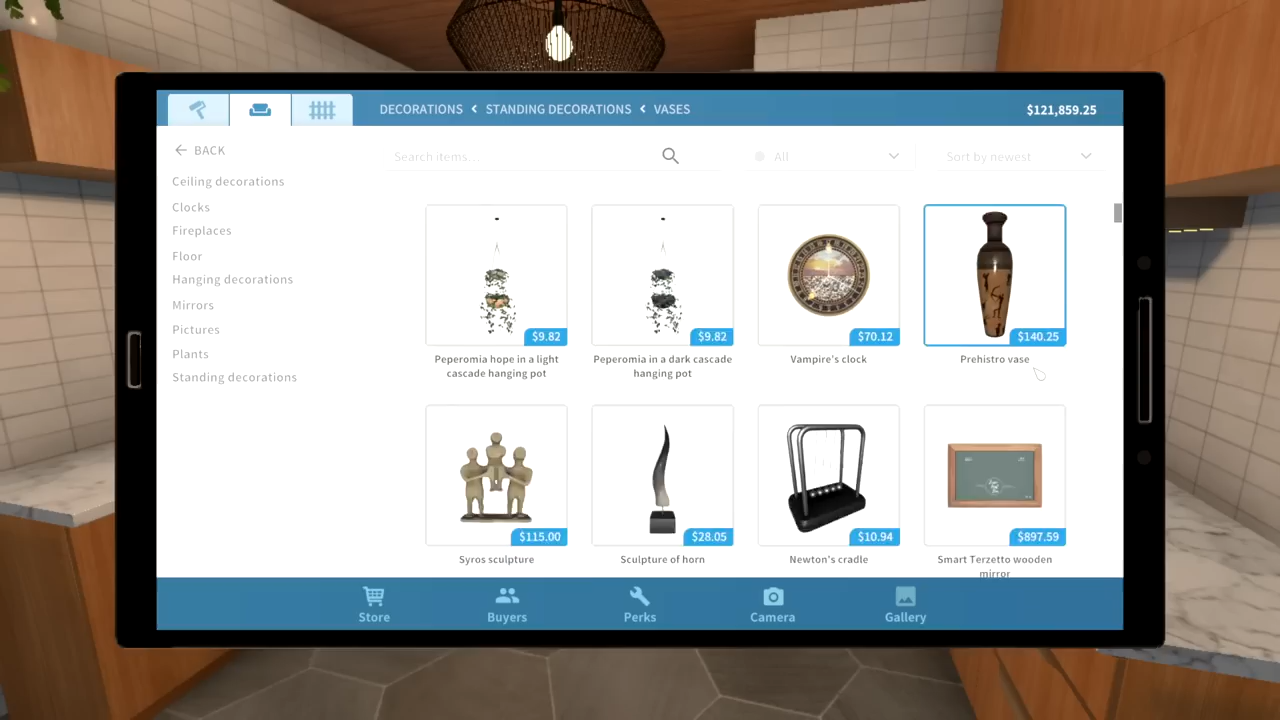 DECORATIONS < STANDING DECORATIONS < VASES
$121,859.25
BACK
Search items...
All
Sort by newest
Ceiling decorations
Clocks
Fireplaces
Floor
Hanging decorations
Mirrors
Pictures
Plants
Standing decorations
$9.82
$9.82
$70.12
$140.25
Peperomia hope in a light
cascade hanging pot
Peperomia in a dark cascade
hanging pot
Vampire's clock
Prehistro vase
$115.00
$28.05
$10.94
$897.59
Syros sculpture
Sculpture of horn
Newton's cradle
Smart Terzetto wooden
mirror
Store
Buyers
Perks
Camera
Gallery